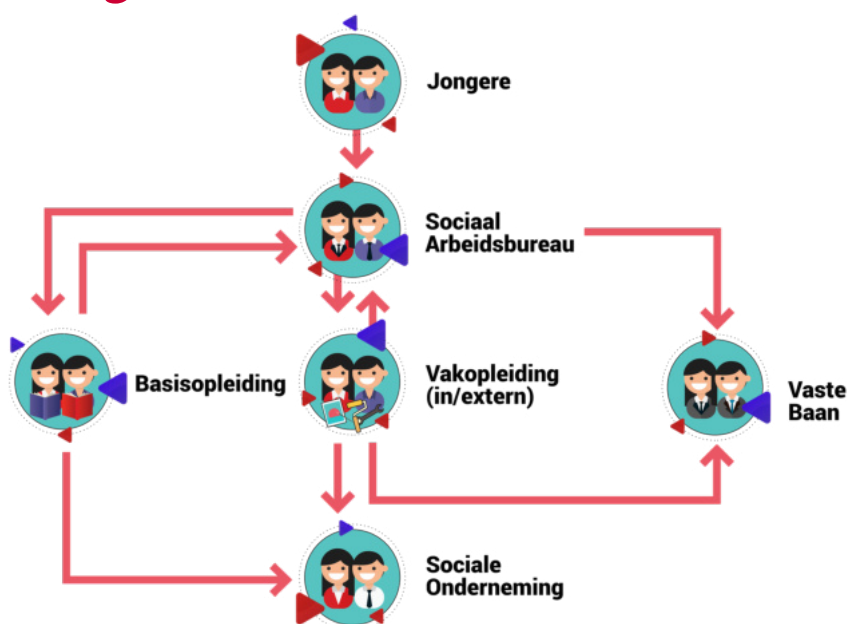 Jongere
Sociaal
Arbeidsbureau
Basisopleiding
Vakopleiding
(in/extern)
Vaste
Baan
Sociale
Onderneming